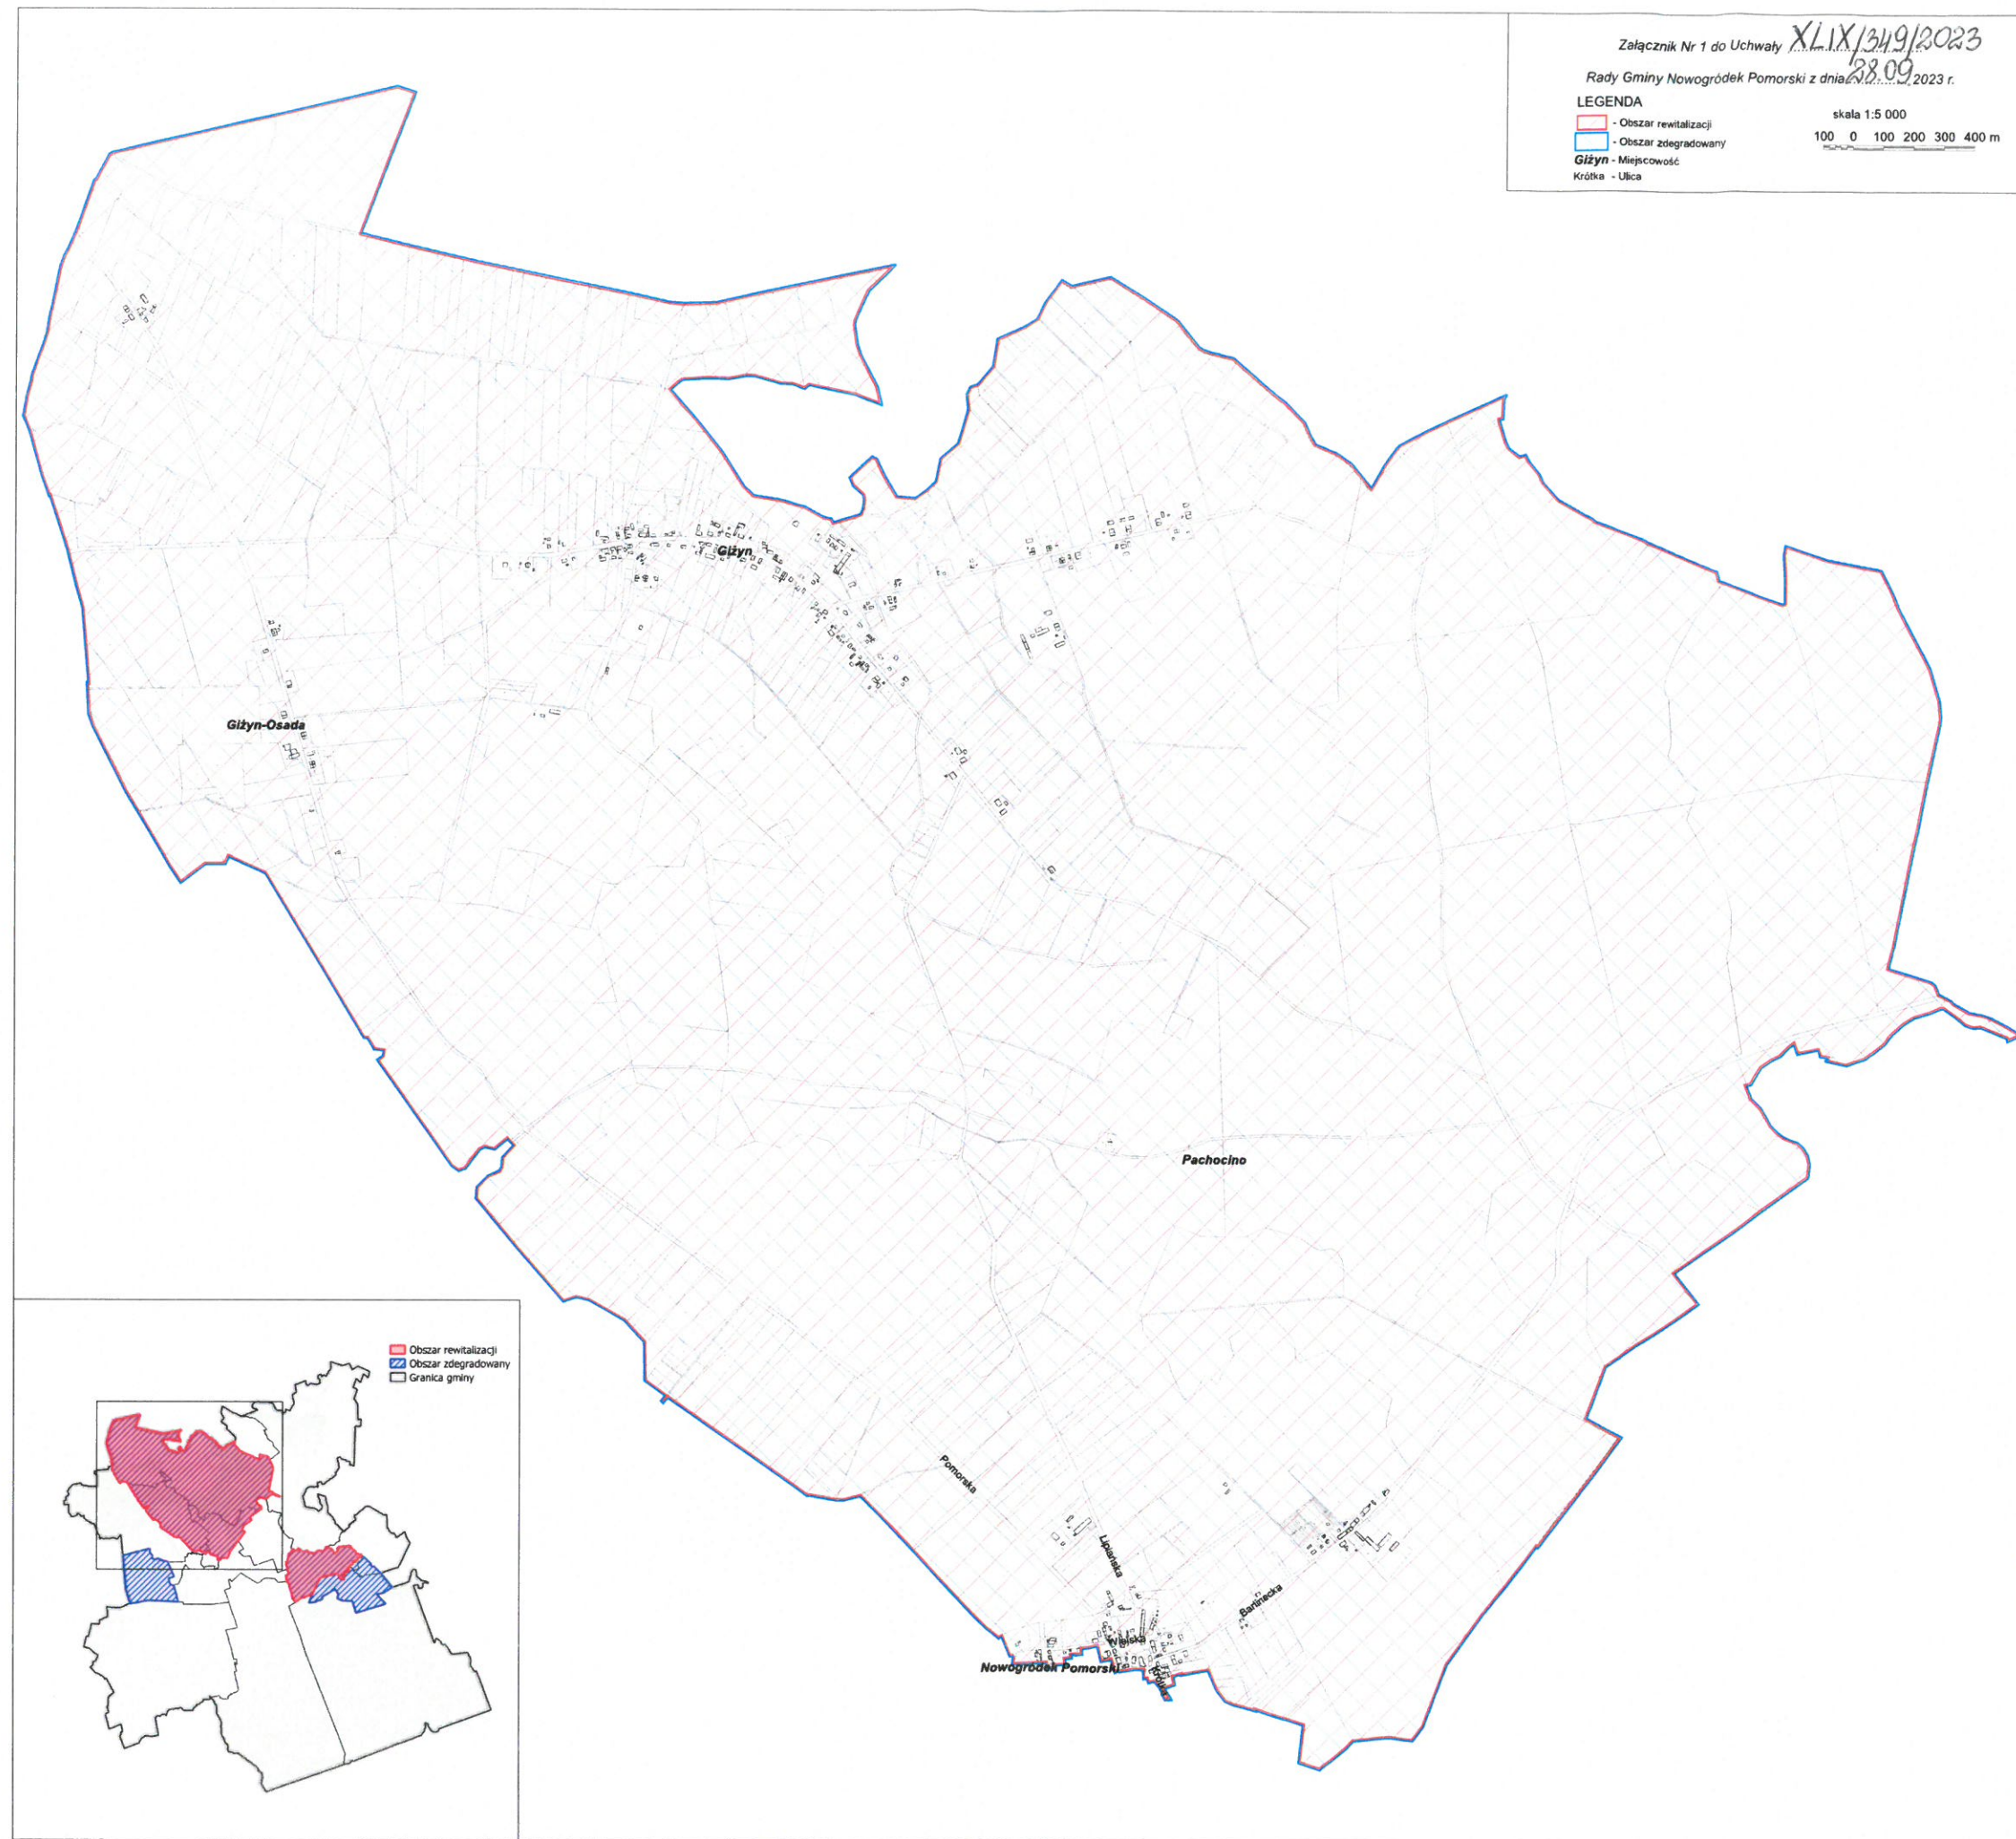 Załącznik Nr 1 do Uchwały XLIX/349/2023
Rady Gminy Nowogródek Pomorski z dnia 28.09.2023 r.
LEGENDA
- Obszar rewitalizacji
- Obszar zdegradowany
Giżyn - Miejscowość
Krótka - Ulica
skala 1:5 000
100 0 100 200 300 400 m
Giżyn
Giżyn-Osada
Pachocino
Pomorska
Lipiańska
Barlinecka
Wiejska
Nowogródek Pomorski
Krótka
Obszar rewitalizacji
Obszar zdegradowany
Granica gminy